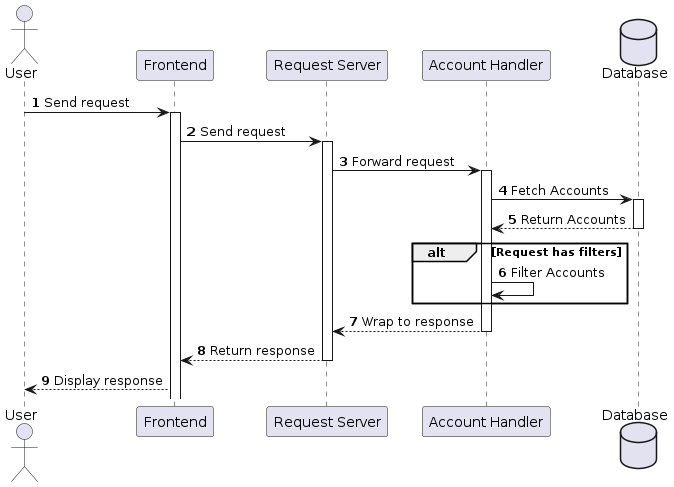 User
Frontend
Request Server
Account Handler
Database
1 Send request
2 Send request
3 Forward request
4 Fetch Accounts
5 Return Accounts
alt [Request has filters]
6 Filter Accounts
7 Wrap to response
8 Return response
9 Display response
User
Frontend
Request Server
Account Handler
Database